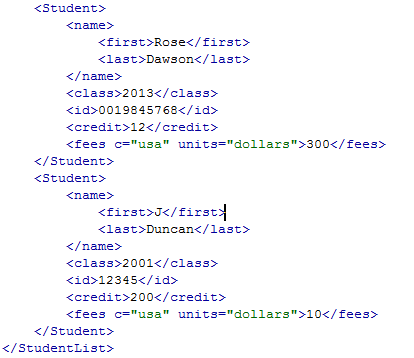 <Student>
<name>
<first>Rose</first>
<last>Dawson</last>
</name>
<class>2013</class>
<id>0019845768</id>
<credit>12</credit>
<fees c="usa" units="dollars">300</fees>
</Student>
<Student>
<name>
<first>J</first>
<last>Duncan</last>
</name>
<class>2001</class>
<id>12345</id>
<credit>200</credit>
<fees c="usa" units="dollars">10</fees>
</Student>
</StudentList>